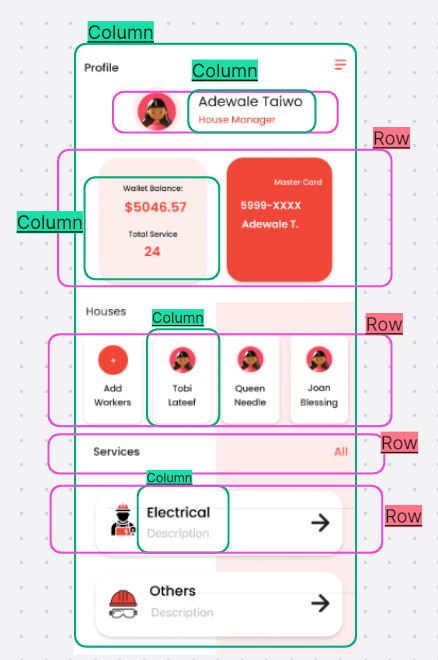 Column
Profile
Column
Adewale Taiwo
House Manager
Row
Wallet Balance:
$5046.57
Total Service
24
Master Card
5999-XXXX
Adewale T.
Column
Houses
Column
Row
+
Add
Workers
Tobi
Lateef
Queen
Needle
Joan
Blessing
Services
All
Row
Column
Electrical
Description
Row
Others
Description